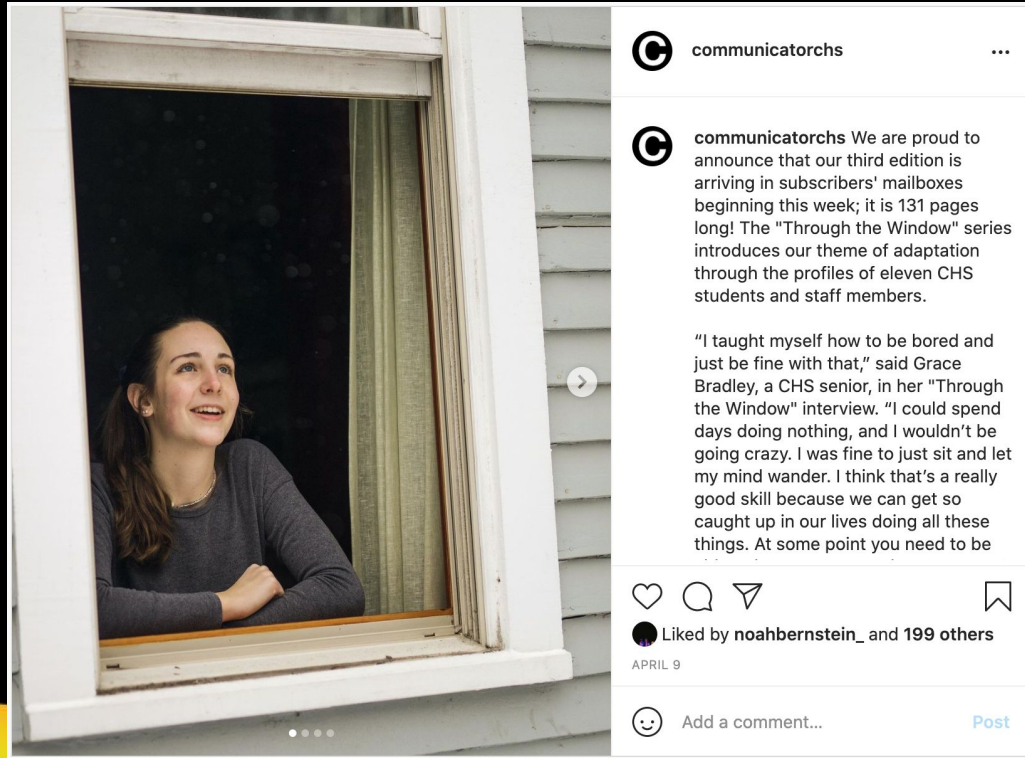 communicatorchs
communicatorchs We are proud to
announce that our third edition is
arriving in subscribers' mailboxes
beginning this week; it is 131 pages
long! The "Through the Window" series
introduces our theme of adaptation
through the profiles of eleven CHS
students and staff members.
“I taught myself how to be bored and
just be fine with that,” said Grace
Bradley, a CHS senior, in her "Through
the Window" interview. “I could spend
days doing nothing, and I wouldn’t be
going crazy. I was fine to just sit and let
my mind wander. I think that’s a really
good skill because we can get so
caught up in our lives doing all these
things. At some point you need to be
Liked by noahbernstein_ and 199 others
APRIL 9
Add a comment... Post